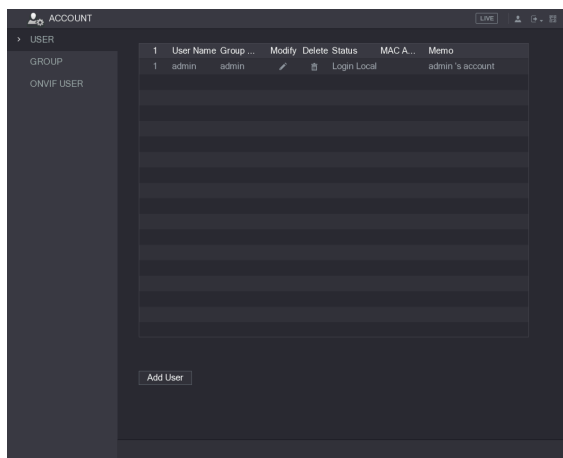 ACCOUNT
LIVE
USER
GROUP
ONVIF USER
1 User Name Group ... Modify Delete Status MAC A... Memo
1 admin admin Login Local admin 's account
Add User